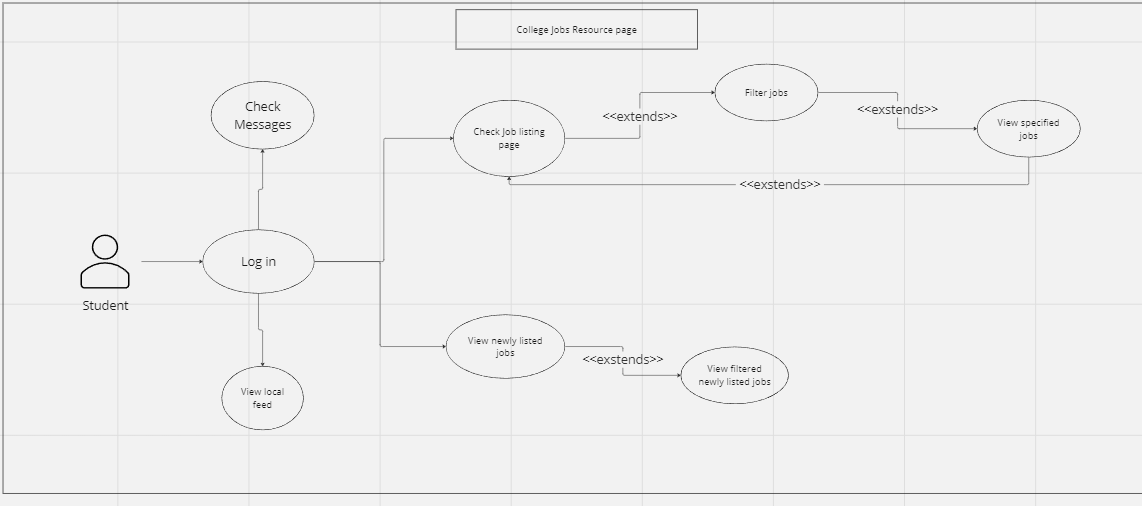 College Jobs Resource page
Check
Messages
Check Job listing
page
<<extends>>
Filter jobs
<<exstends>>
View specified
jobs
<<exstends>>
Log in
Student
View newly listed
jobs
<<exstends>>
View filtered
newly listed jobs
View local
feed